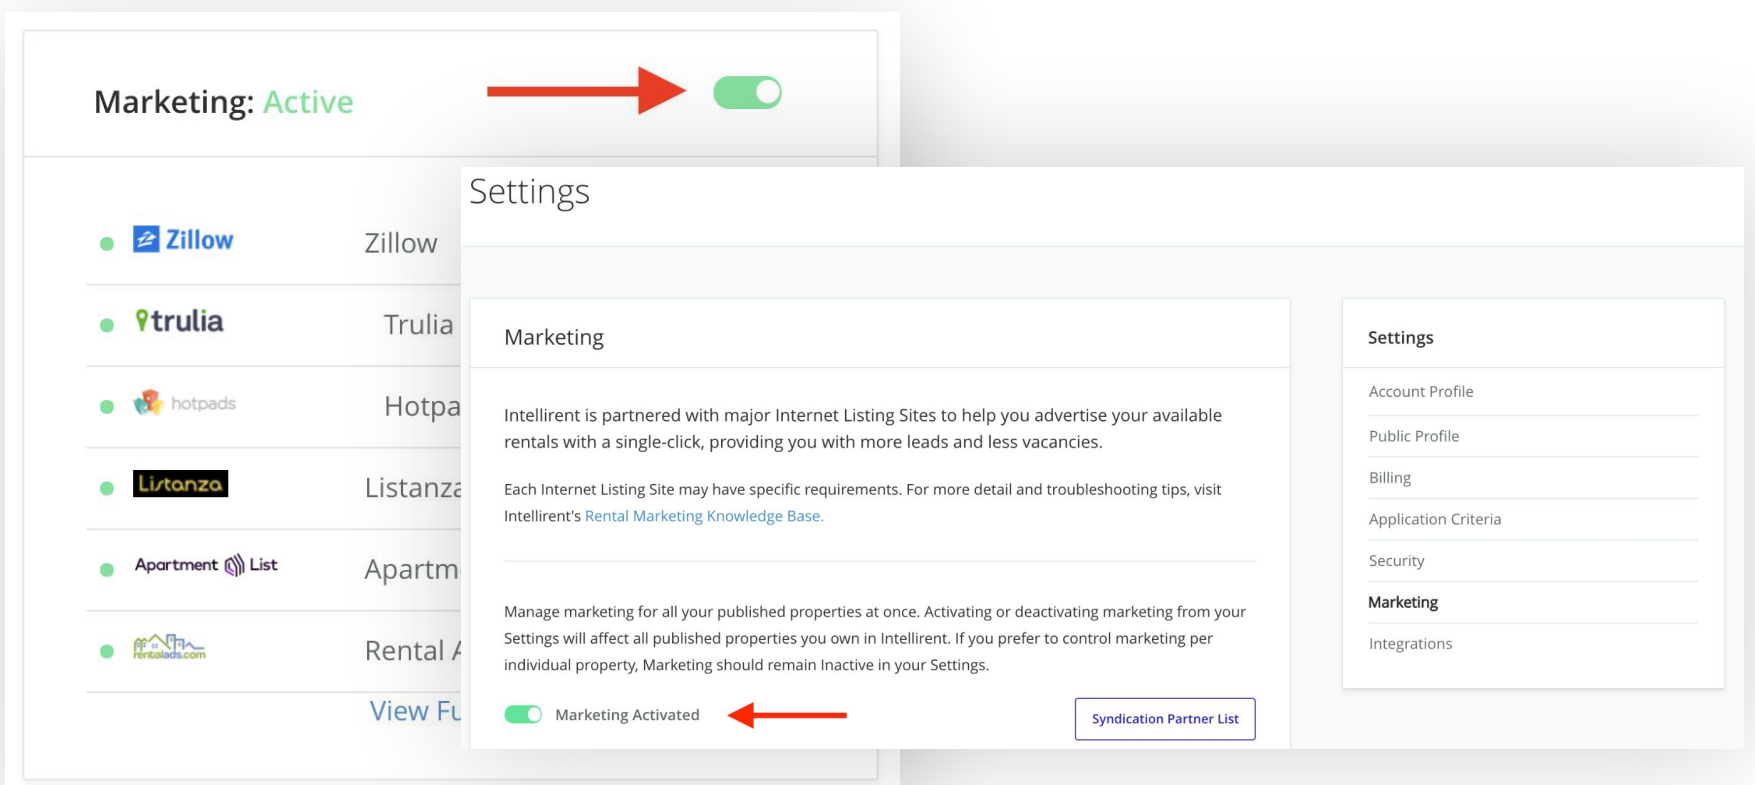 Marketing: Active
Zillow Zillow
trulia Trulia
hotpads Hotpa
Listanza Listanza
Apartment List Apartm
rentalads.com Rental A
View Fu
Settings
Marketing
Intellirent is partnered with major Internet Listing Sites to help you advertise your available
rentals with a single-click, providing you with more leads and less vacancies.
Each Internet Listing Site may have specific requirements. For more detail and troubleshooting tips, visit
Intellirent's Rental Marketing Knowledge Base.
Manage marketing for all your published properties at once. Activating or deactivating marketing from your
Settings will affect all published properties you own in Intellirent. If you prefer to control marketing per
individual property, Marketing should remain Inactive in your Settings.
Marketing Activated
Syndication Partner List
Settings
Account Profile
Public Profile
Billing
Application Criteria
Security
Marketing
Integrations